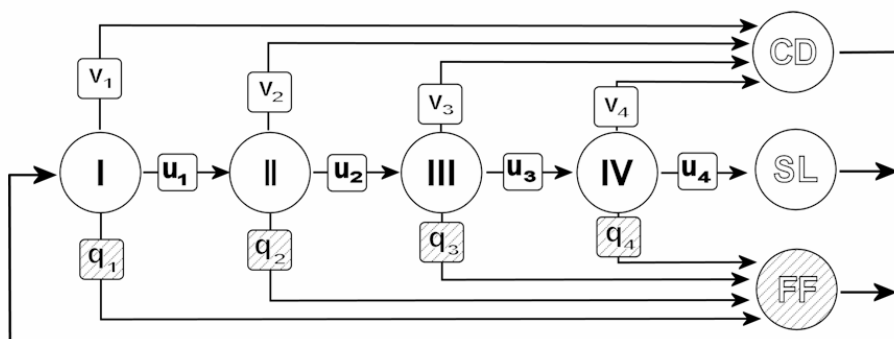 CD
v₁
v₂
v₃
v₄
I u₁ II u₂ III u₃ IV u₄ SL
q₁
q₂
q₃
q₄
FF